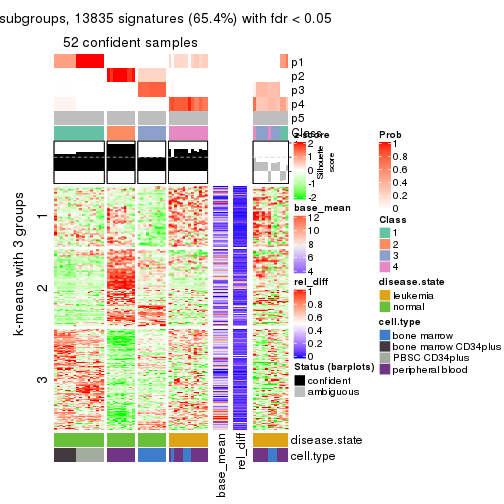 subgroups, 13835 signatures (65.4%) with fdr < 0.05
52 confident samples
p1
p2
p3
p4
p5
Class
Silhouette
score
k-means with 3 groups
1
2
3
z-score
2
1
0
-1
-2
base_mean
12
10
8
6
4
rel_diff
1
0.8
0.6
0.4
0.2
0
Status (barplots)
confident
ambiguous
Prob
1
0.8
0.6
0.4
0.2
0
Class
1
2
3
4
disease.state
leukemia
normal
cell.type
bone marrow
bone marrow CD34plus
PBSC CD34plus
peripheral blood
disease.state
cell.type
base_mean
rel_diff